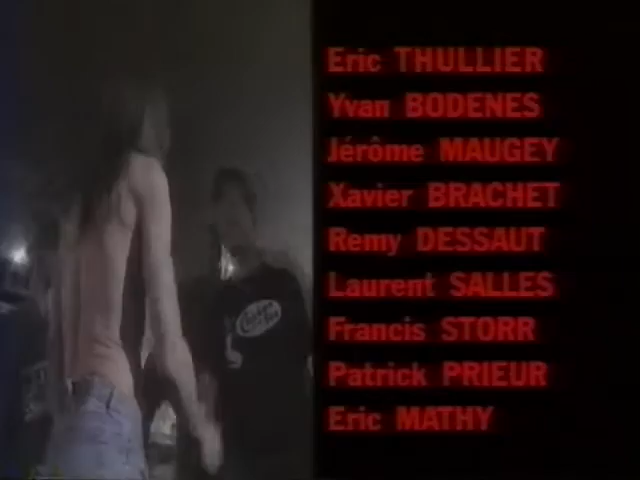 Eric THULLIER
Yvan BODENES
Jérôme MAUGEY
Xavier BRACHET
Remy DESSAUT
Laurent SALLES
Francis STORR
Patrick PRIEUR
Eric MATHY